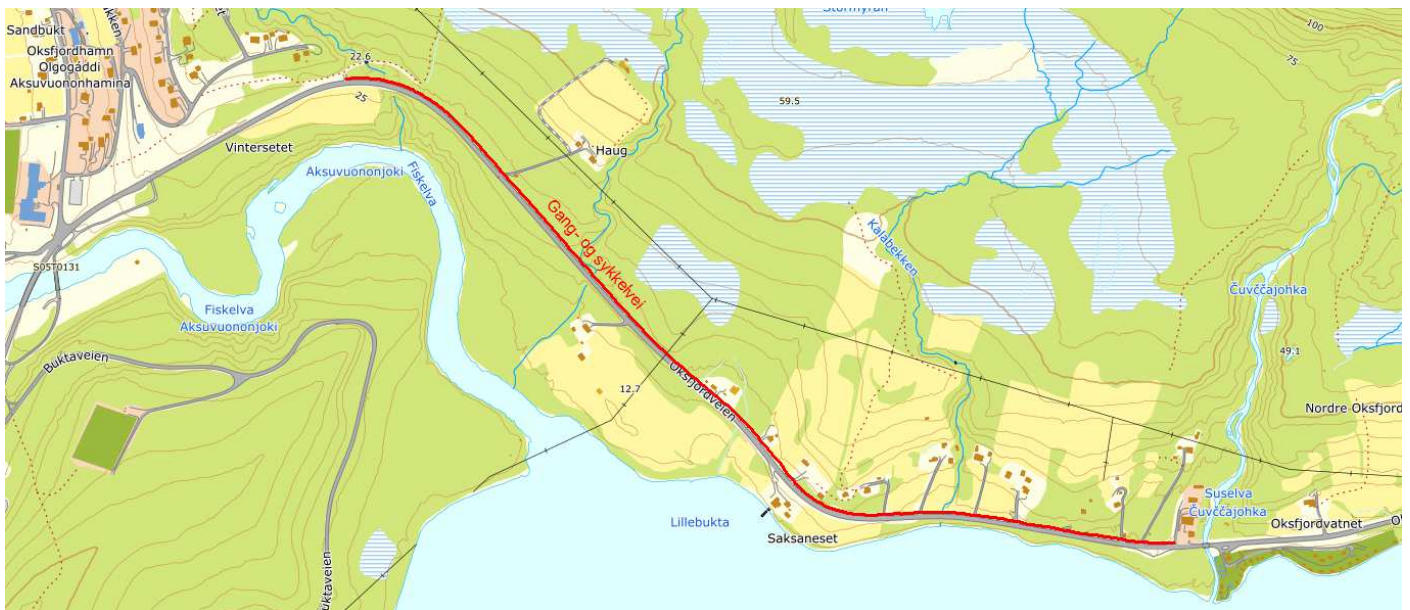 Sandbukt
Oksfjordhamn
Olgogáddi
Aksuvuononhamina
22.6
25
Vintersetet
Aksuvuononjoki
Fiskelva
Haug
59.5
100
75
Gang- og sykkelvei
Kalabekken
Čuvččajohka
49.1
S05T0131
Fiskelva
Aksuvuononjoki
Buktaveien
12.7
Oksfjordveien
Nordre Oksfjord
Suselva
Čuvččajohka
Oksfjordvatnet
Lillebukta
Saksaneset